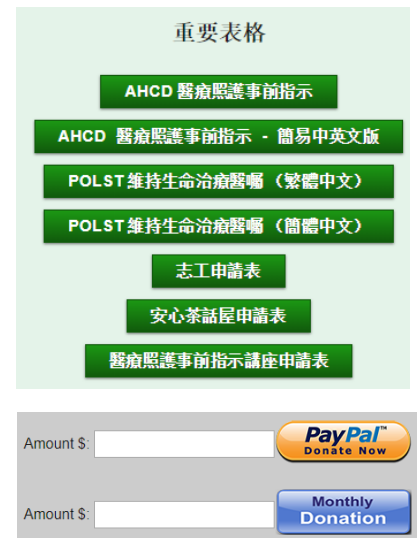 重要表格
AHCD 醫療照護事前指示
AHCD 醫療照護事前指示 - 簡易中英文版
POLST 維持生命治療醫囑 （繁體中文）
POLST 維持生命治療醫囑 （簡體中文）
志工申請表
安心茶話屋申請表
醫療照護事前指示講座申請表
Amount $:
PayPal™
Donate Now
Amount $:
Monthly
Donation